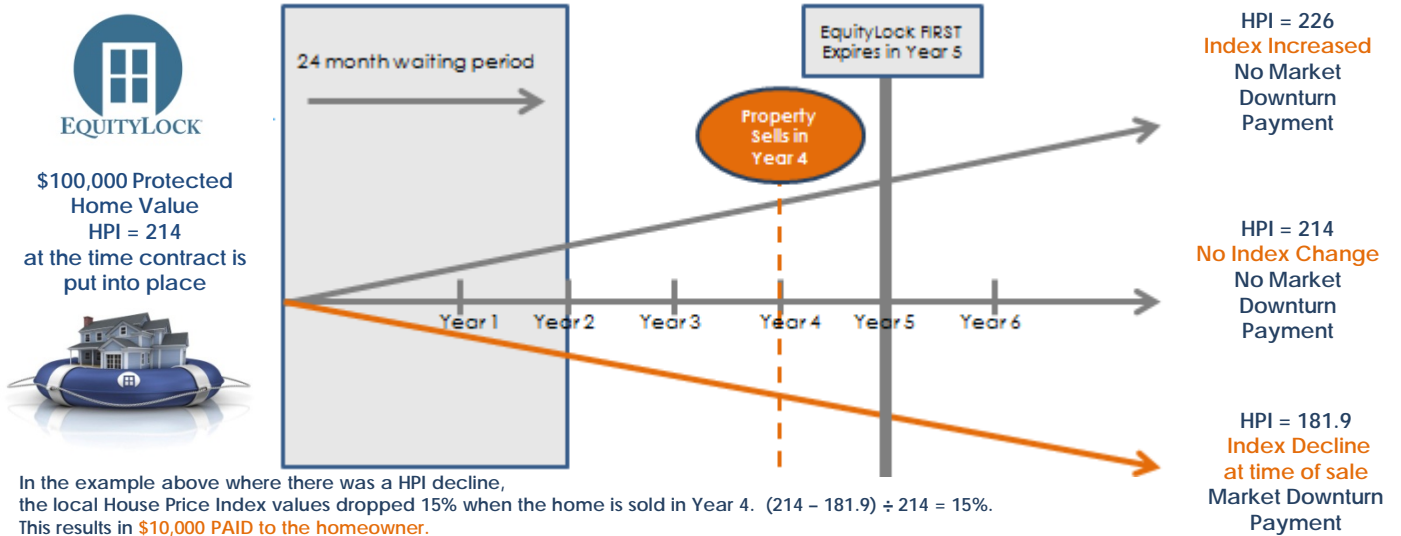 EQUITYLOCK
$100,000 Protected
Home Value
HPI = 214
at the time contract is
put into place
24 month waiting period
EquityLock FIRST
Expires in Year 5
Property
Sells in
Year 4
Year 1
Year 2
Year 3
Year 4
Year 5
Year 6
HPI = 226
Index Increased
No Market
Downturn
Payment
HPI = 214
No Index Change
No Market
Downturn
Payment
HPI = 181.9
Index Decline
at time of sale
Market Downturn
Payment
In the example above where there was a HPI decline,
the local House Price Index values dropped 15% when the home is sold in Year 4. (214 – 181.9) ÷ 214 = 15%.
This results in $10,000 PAID to the homeowner.